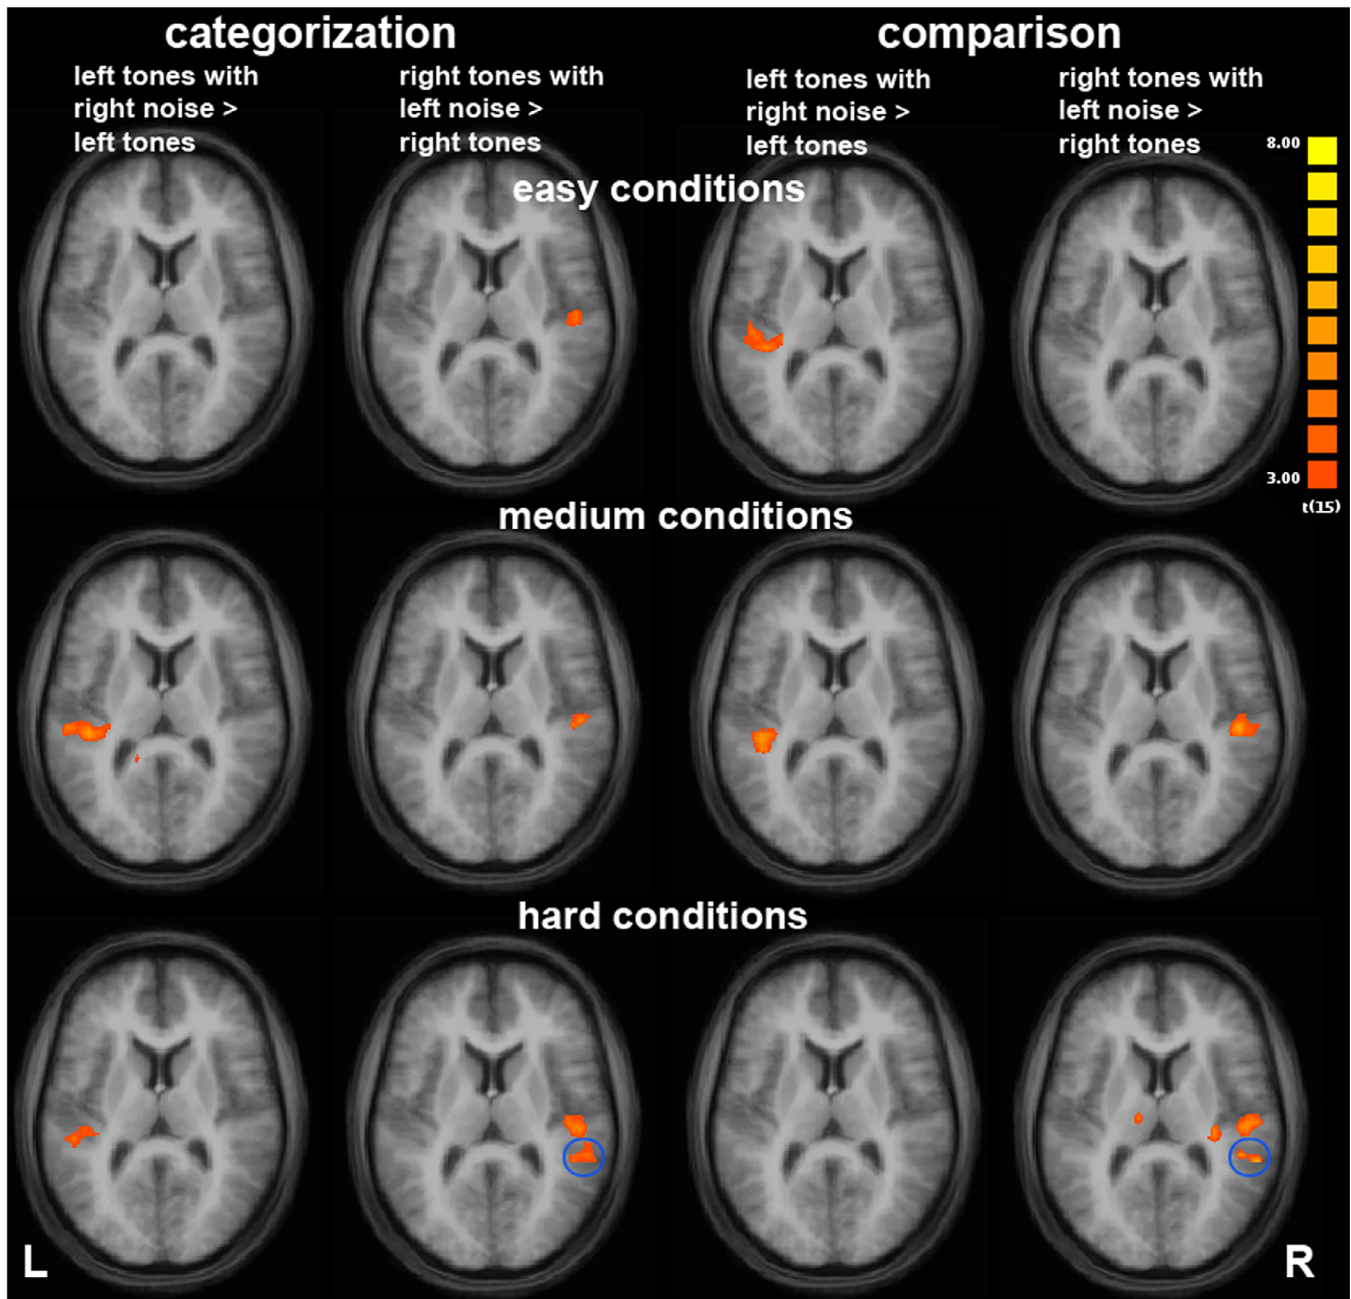 categorization
comparison
left tones with
right noise >
left tones
right tones with
left noise >
right tones
left tones with
right noise >
left tones
right tones with
left noise >
right tones
8.00
easy conditions
3.00
t(15)
medium conditions
hard conditions
L
R